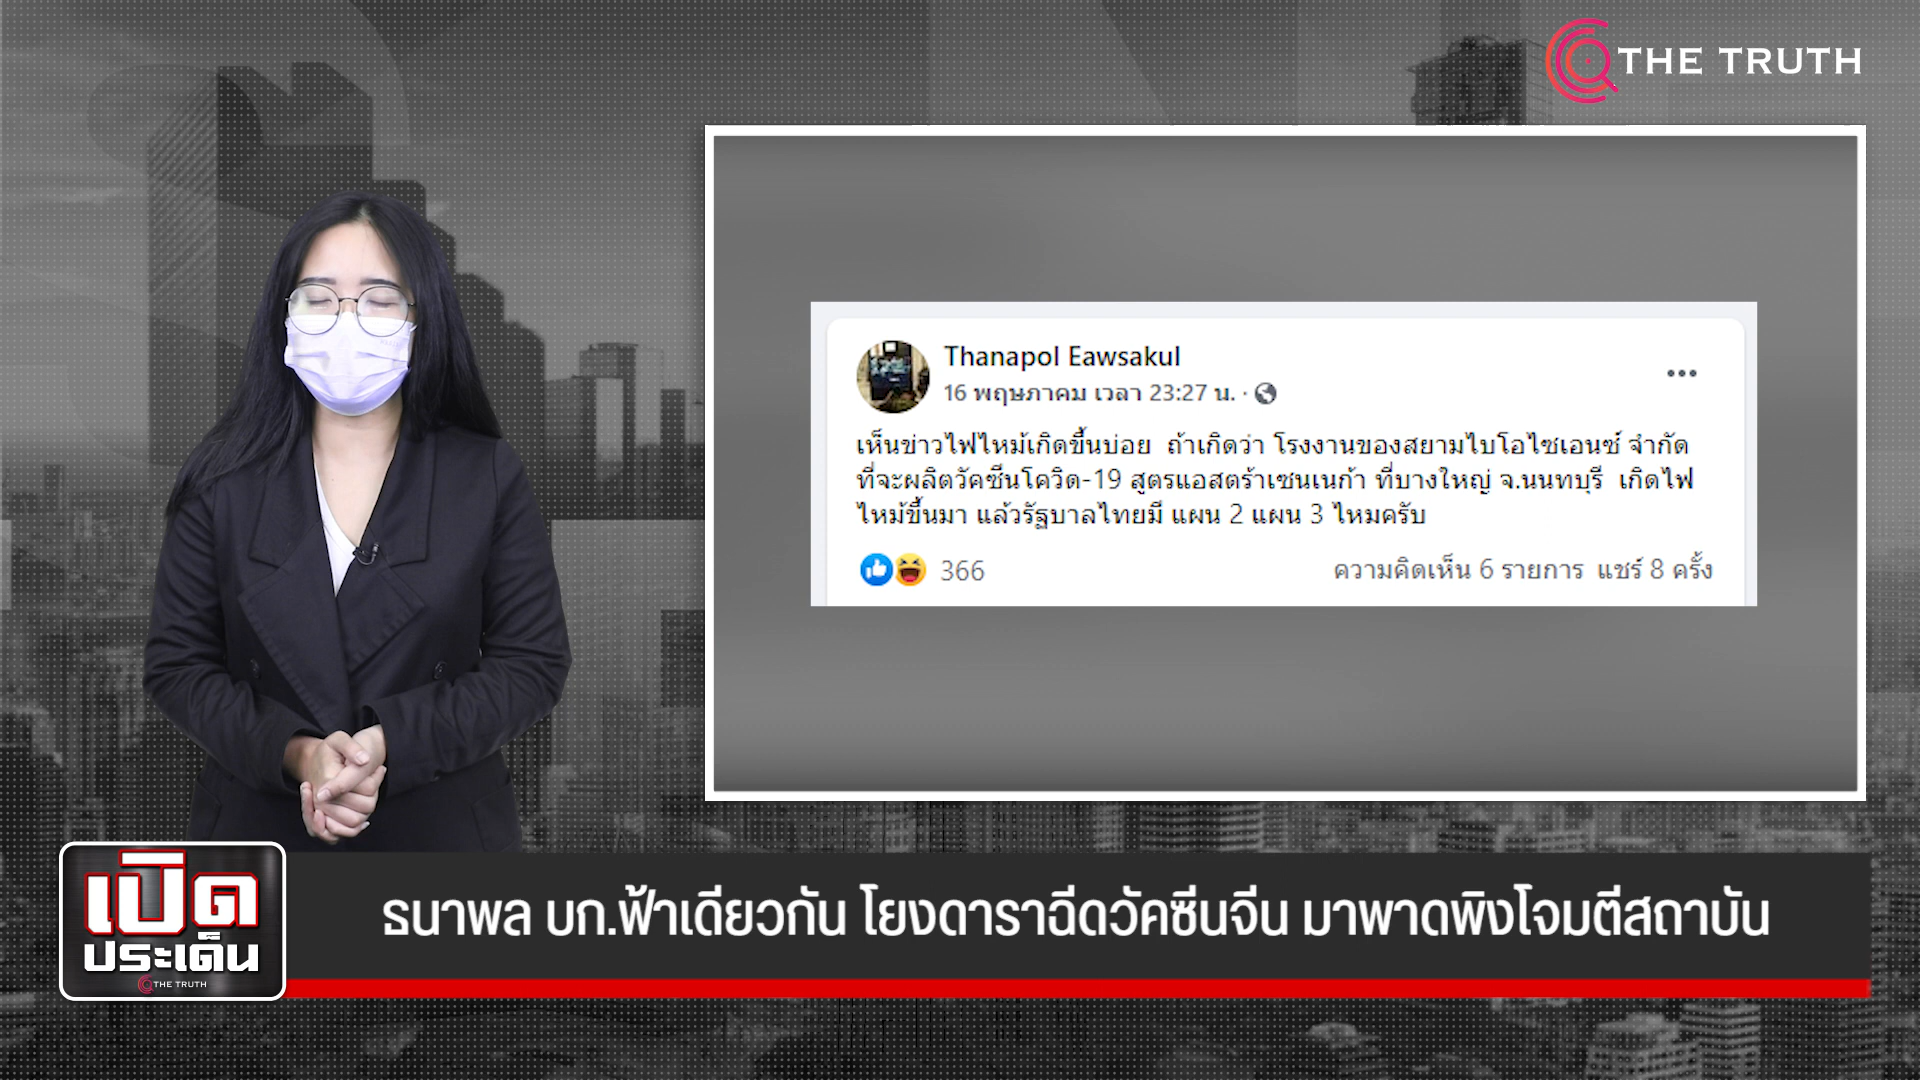 THE TRUTH
Thanapol Eawsakul
16 พฤษภาคม เวลา 23:27 น. ·
เห็นข่าวไฟไหม้เกิดขึ้นบ่อย ถ้าเกิดว่า โรงงานของสยามไบโอไซเอนซ์ จำกัด
ที่จะผลิตวัคซีนโควิด-19 สูตรแอสตร้าเซนเนก้า ที่บางใหญ่ จ.นนทบุรี เกิดไฟ
ไหม้ขึ้นมา แล้วรัฐบาลไทยมี แผน 2 แผน 3 ไหมครับ
366
ความคิดเห็น 6 รายการ แชร์ 8 ครั้ง
เปิด
ประเด็น
THE TRUTH
ธนาพล บก.ฟ้าเดียวกัน โยงดาราฉีดวัคซีนจีน มาพาดพิงโจมตีสถาบัน